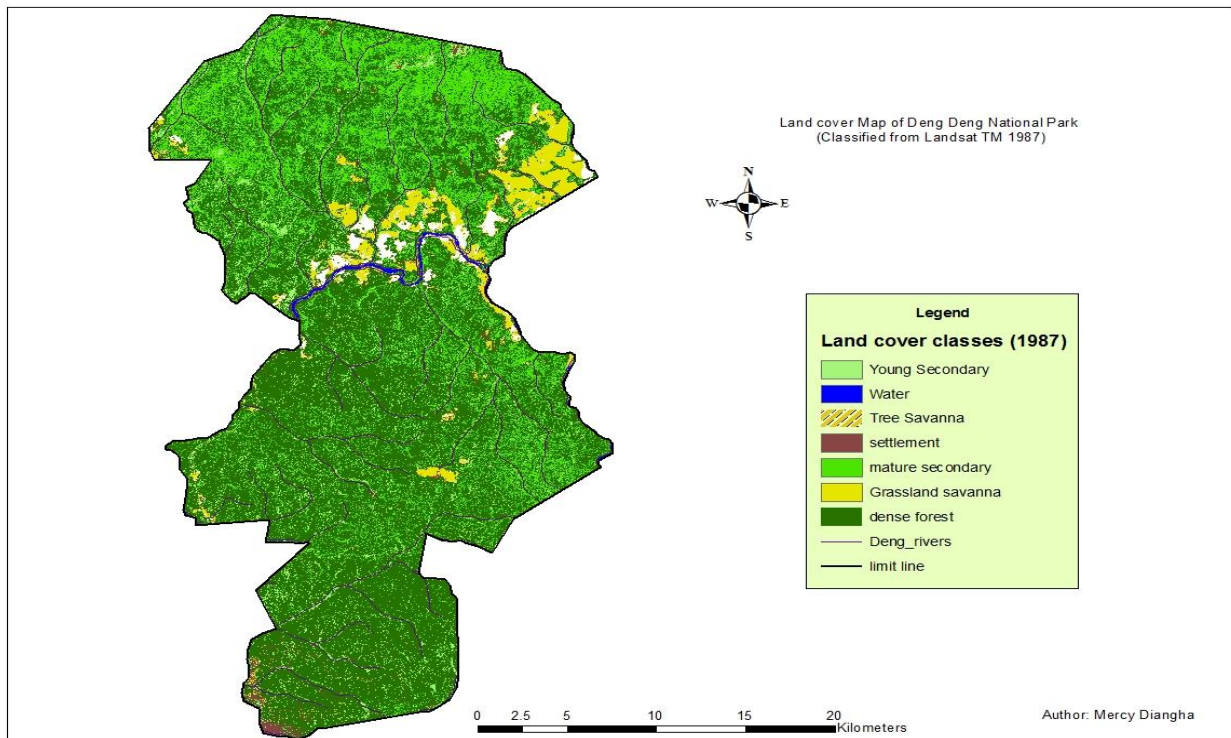 Land cover Map of Deng Deng National Park
(Classified from Landsat TM 1987)
N
W E
S
Legend
Land cover classes (1987)
Young Secondary
Water
Tree Savanna
settlement
mature secondary
Grassland savanna
dense forest
Deng_rivers
limit line
0 2.5 5 10 15 20
Kilometers
Author: Mercy Diangha